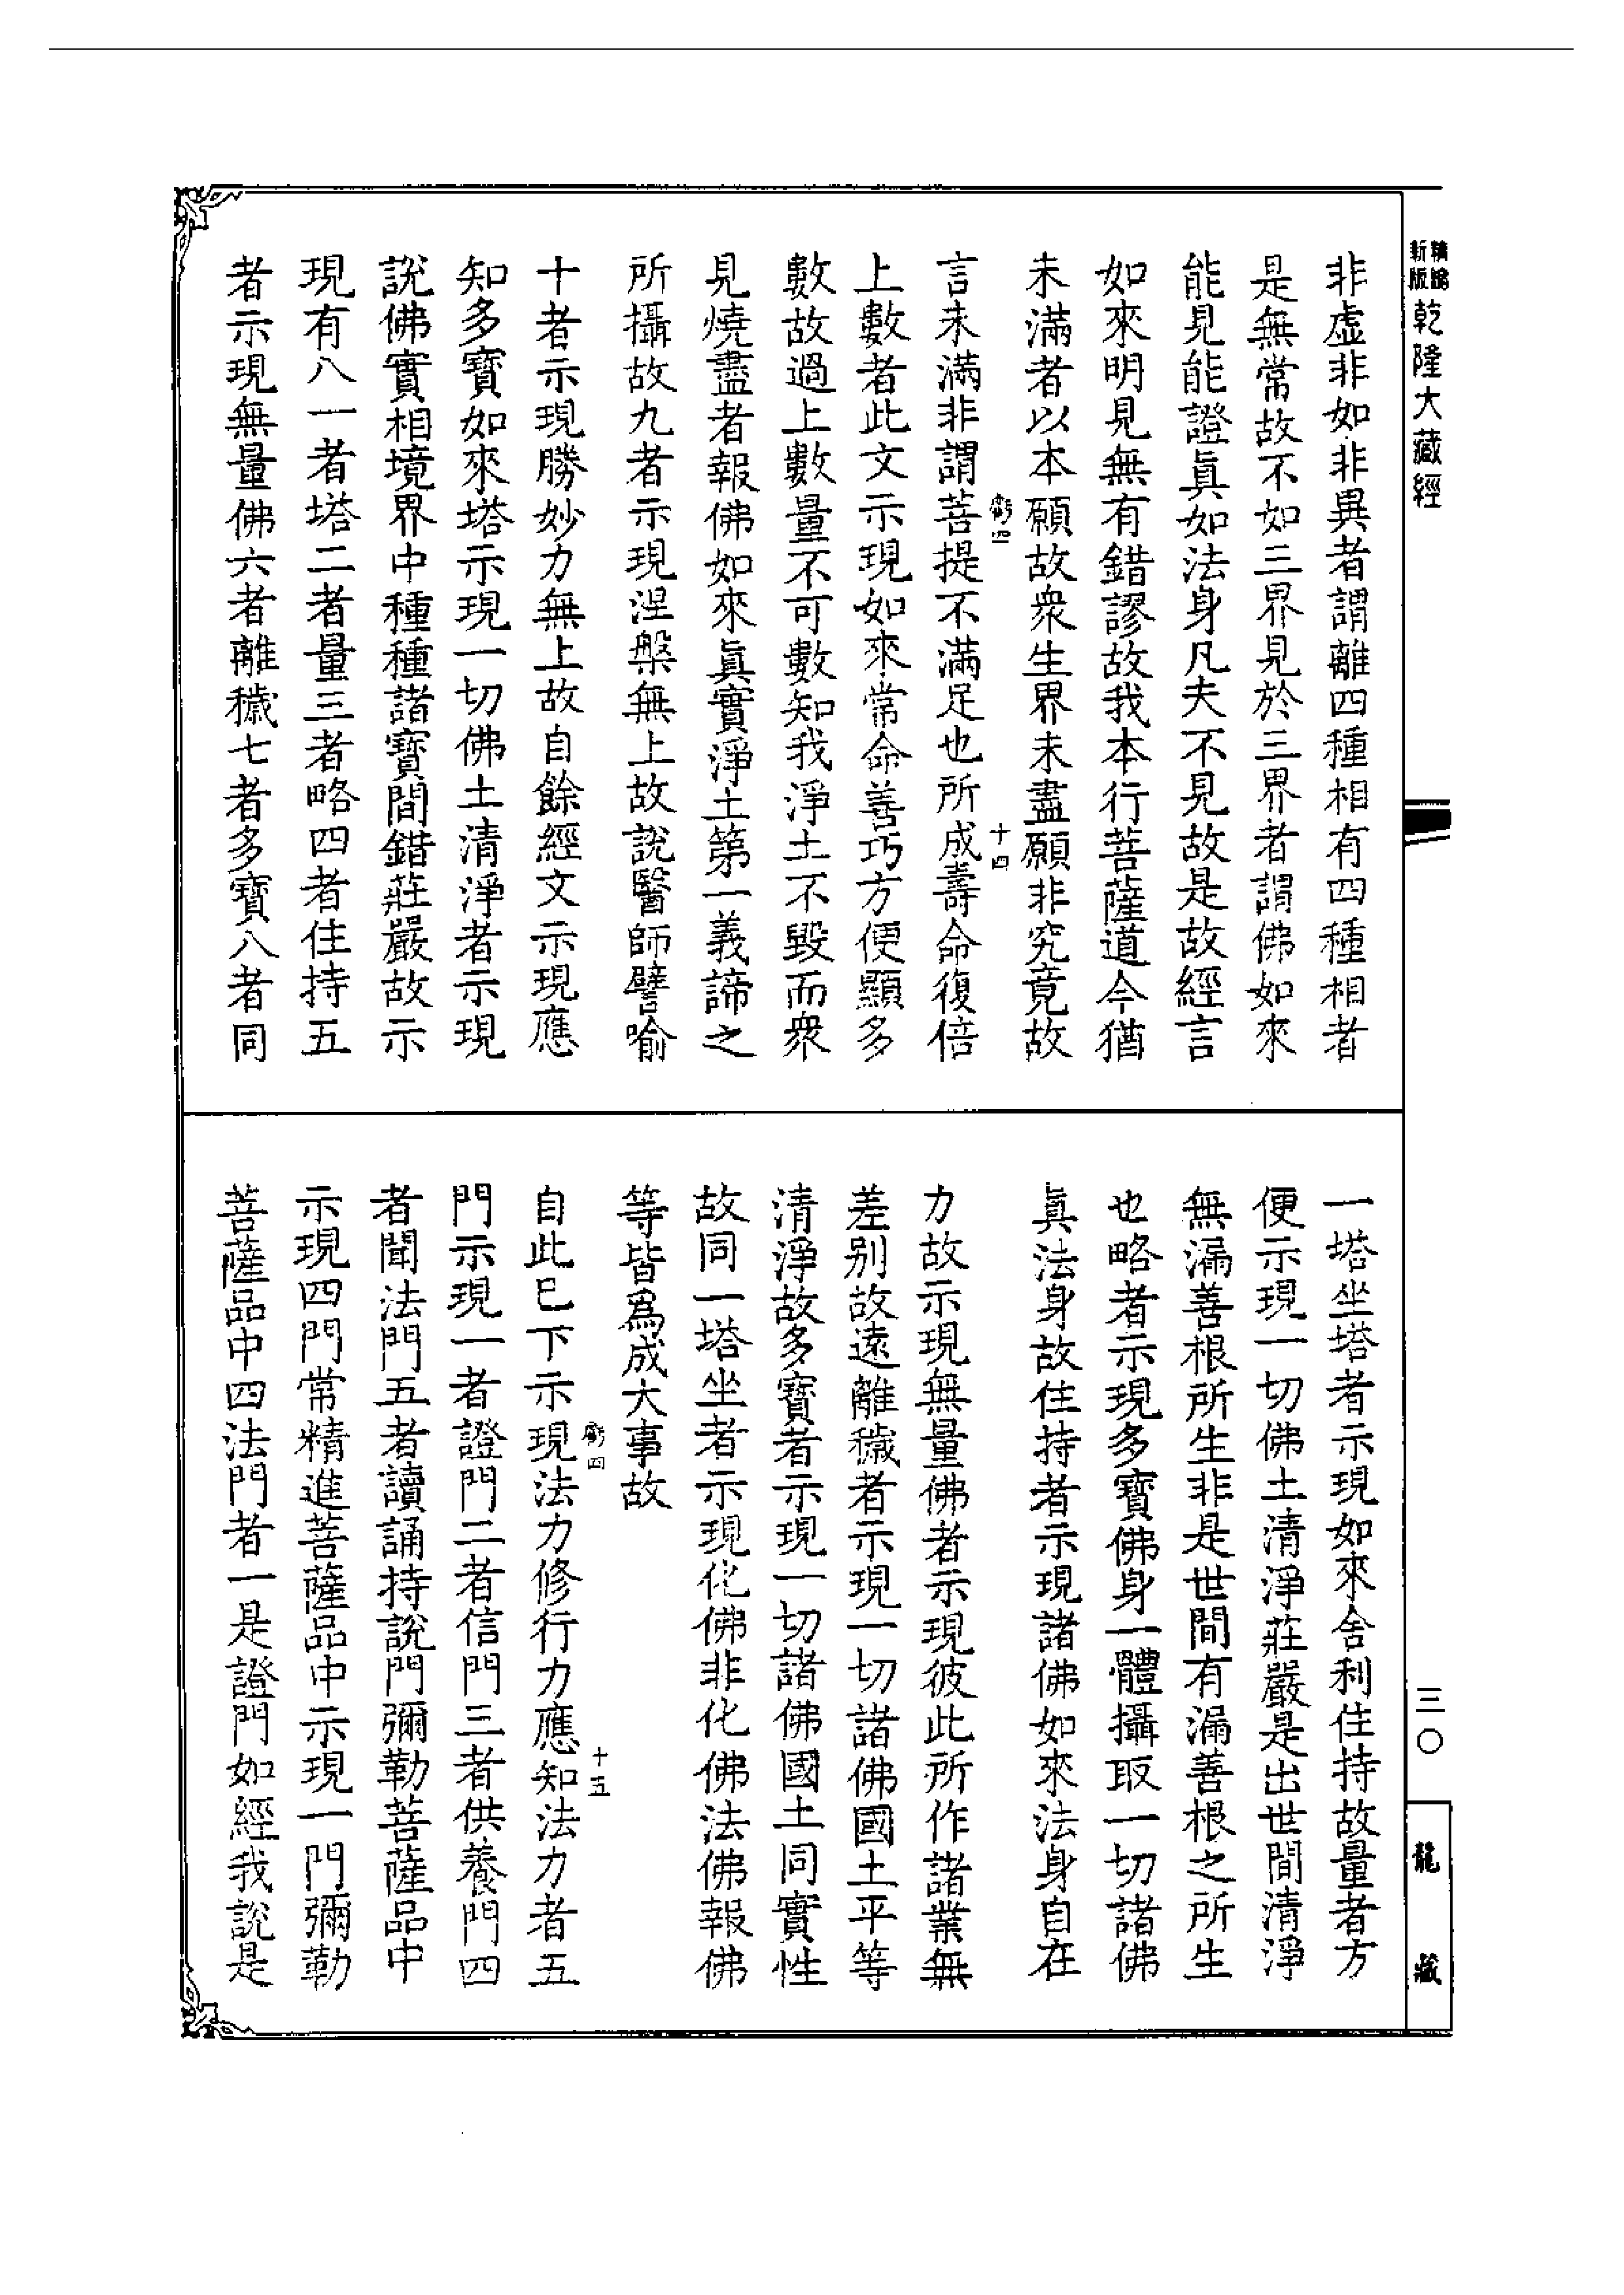 新版
精縮
乾隆大藏經
非虛非如非異者謂離四種相有四種相者
是無常故不如三界見於三界者謂佛如來
能見能證眞如法身凡夫不見故是故經言
如來明見無有錯謬故我本行菩薩道今猶
未滿者以本願故衆生界未盡願非究竟故
虧四
十四
言未滿非謂菩提不滿足也所成壽命復倍
上數者此文示現如來常命善巧方便顯多
數故過上數量不可數知我淨土不毀而衆
見燒盡者報佛如來眞實淨土第一義諦之
所攝故九者示現涅槃無上故說醫師譬喻
十者示現勝妙力無上故自餘經文示現應
知多寶如來塔示現一切佛土清淨者示現
說佛實相境界中種種諸寶間錯莊嚴故示
現有八一者塔二者量三者略四者住持五
者示現無量佛六者離穢七者多寶八者同
一塔坐塔者示現如來舍利住持故量者方
便示現一切佛土清淨莊嚴是出世間清淨
無漏善根所生非是世間有漏善根之所生
也略者示現多寶佛身一體攝取一切諸佛
眞法身故住持者示現諸佛如來法身自在
力故示現無量佛者示現彼此所作諸業無
差别故遠離穢者示現一切諸佛國土平等
清淨故多寶者示現一切諸佛國土同實性
故同一塔坐者示現化佛非化佛法佛報佛
等皆爲成大事故
虧四
十五
自此已下示現法力修行力應知法力者五
門示現一者證門二者信門三者供養門四
者聞法門五者讀誦持說門彌勒菩薩品中
示現四門常精進菩薩品中示現一門彌勒
菩薩品中四法門者一是證門如經我說是
三〇
龍藏